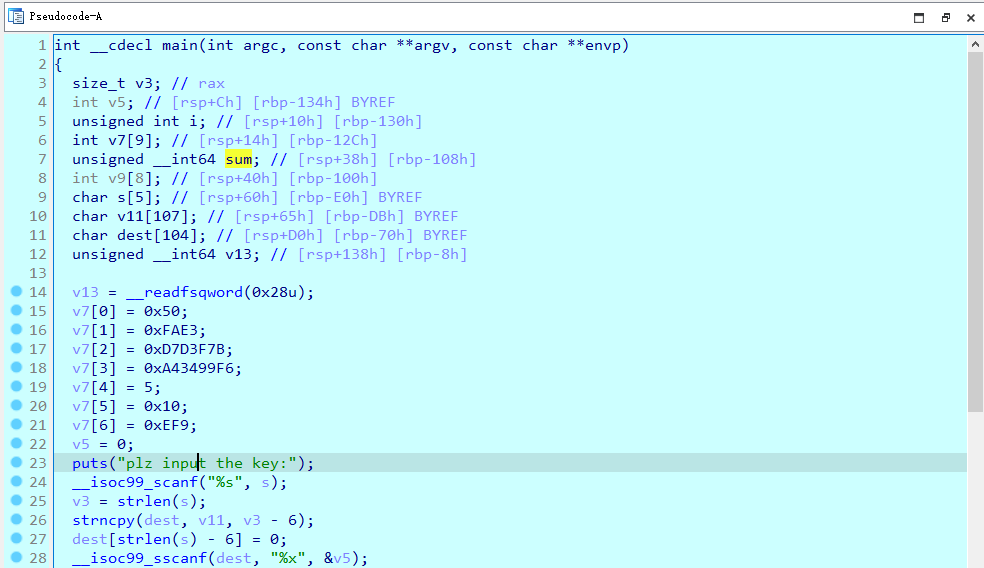 Pseudocode-A
1 int __cdecl main(int argc, const char **argv, const char **envp)
2 {
3 size_t v3; // rax
4 int v5; // [rsp+Ch] [rbp-134h] BYREF
5 unsigned int i; // [rsp+10h] [rbp-130h]
6 int v7[9]; // [rsp+14h] [rbp-12Ch]
7 unsigned __int64 sum; // [rsp+38h] [rbp-108h]
8 int v9[8]; // [rsp+40h] [rbp-100h]
9 char s[5]; // [rsp+60h] [rbp-E0h] BYREF
10 char v11[107]; // [rsp+65h] [rbp-DBh] BYREF
11 char dest[104]; // [rsp+D0h] [rbp-70h] BYREF
12 unsigned __int64 v13; // [rsp+138h] [rbp-8h]
13
14 v13 = __readfsqword(0x28u);
15 v7[0] = 0x50;
16 v7[1] = 0xFAE3;
17 v7[2] = 0xD7D3F7B;
18 v7[3] = 0xA43499F6;
19 v7[4] = 5;
20 v7[5] = 0x10;
21 v7[6] = 0xEF9;
22 v5 = 0;
23 puts("plz input the key:");
24 __isoc99_scanf("%s", s);
25 v3 = strlen(s);
26 strncpy(dest, v11, v3 - 6);
27 dest[strlen(s) - 6] = 0;
28 __isoc99_sscanf(dest, "%x", &v5);